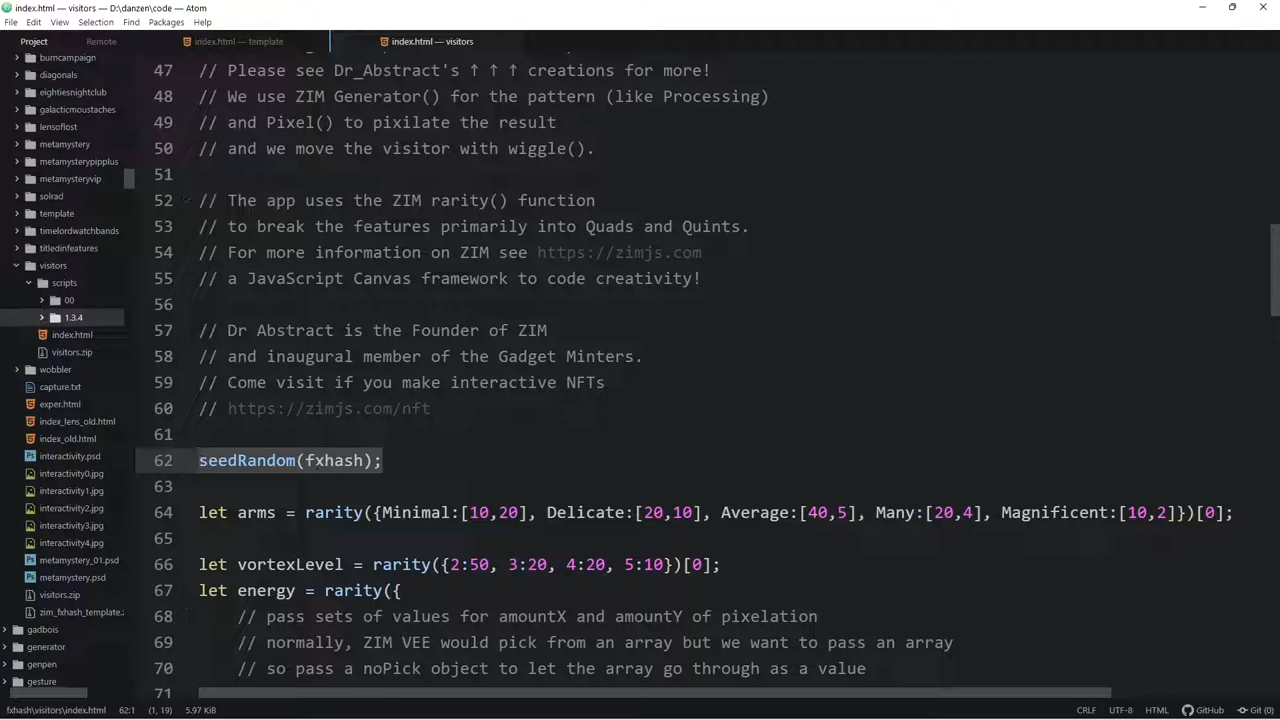 index.html — visitors — D:\danzen\code — Atom
File Edit View Selection Find Packages Help
Project Remote index.html — template index.html — visitors
burncampaign
diagonals
eightiesnightclub
galacticmoustaches
lensoflost
metamystery
metamysterypipplus
metamysteryvip
solrad
template
timelordwatchbands
titledinfeatures
visitors
scripts
00
1.3.4
index.html
visitors.zip
wobbler
capture.txt
exper.html
index_lens_old.html
index_old.html
interactivity.psd
interactivity0.jpg
interactivity1.jpg
interactivity2.jpg
interactivity3.jpg
interactivity4.jpg
metamystery_01.psd
metamystery.psd
visitors.zip
zim_fxhash_template.
gadbois
generator
genpen
gesture
47 // Please see Dr_Abstract's ↑ ↑ ↑ creations for more!
48 // We use ZIM Generator() for the pattern (like Processing)
49 // and Pixel() to pixilate the result
50 // and we move the visitor with wiggle().
51
52 // The app uses the ZIM rarity() function
53 // to break the features primarily into Quads and Quints.
54 // For more information on ZIM see https://zimjs.com
55 // a JavaScript Canvas framework to code creativity!
56
57 // Dr Abstract is the Founder of ZIM
58 // and inaugural member of the Gadget Minters.
59 // Come visit if you make interactive NFTs
60 // https://zimjs.com/nft
61
62 seedRandom(fxhash);
63
64 let arms = rarity({Minimal:[10,20], Delicate:[20,10], Average:[40,5], Many:[20,4], Magnificent:[10,2]})[0];
65
66 let vortexLevel = rarity({2:50, 3:20, 4:20, 5:10})[0];
67 let energy = rarity({
68 // pass sets of values for amountX and amountY of pixelation
69 // normally, ZIM VEE would pick from an array but we want to pass an array
70 // so pass a noPick object to let the array go through as a value
71
fxhash\visitors\index.html 62:1 (1, 19) 5.97 KiB CRLF UTF-8 HTML GitHub Git (0)